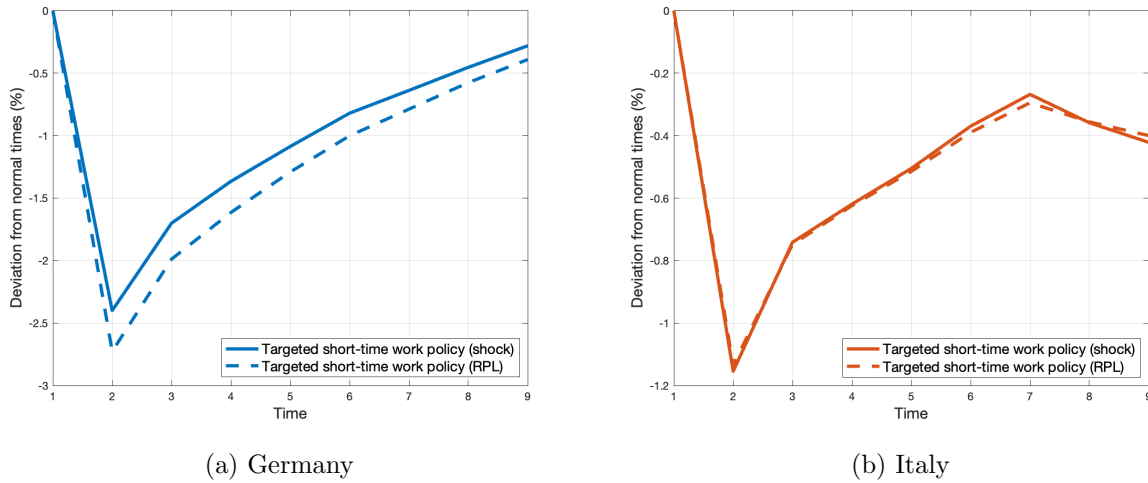 Deviation from normal times (%)
0
-0.5
-1
-1.5
-2
-2.5
-3
1 2 3 4 5 6 7 8 9
Time
Targeted short-time work policy (shock)
Targeted short-time work policy (RPL)
(a) Germany
Deviation from normal times (%)
0
-0.2
-0.4
-0.6
-0.8
-1
-1.2
1 2 3 4 5 6 7 8 9
Time
Targeted short-time work policy (shock)
Targeted short-time work policy (RPL)
(b) Italy